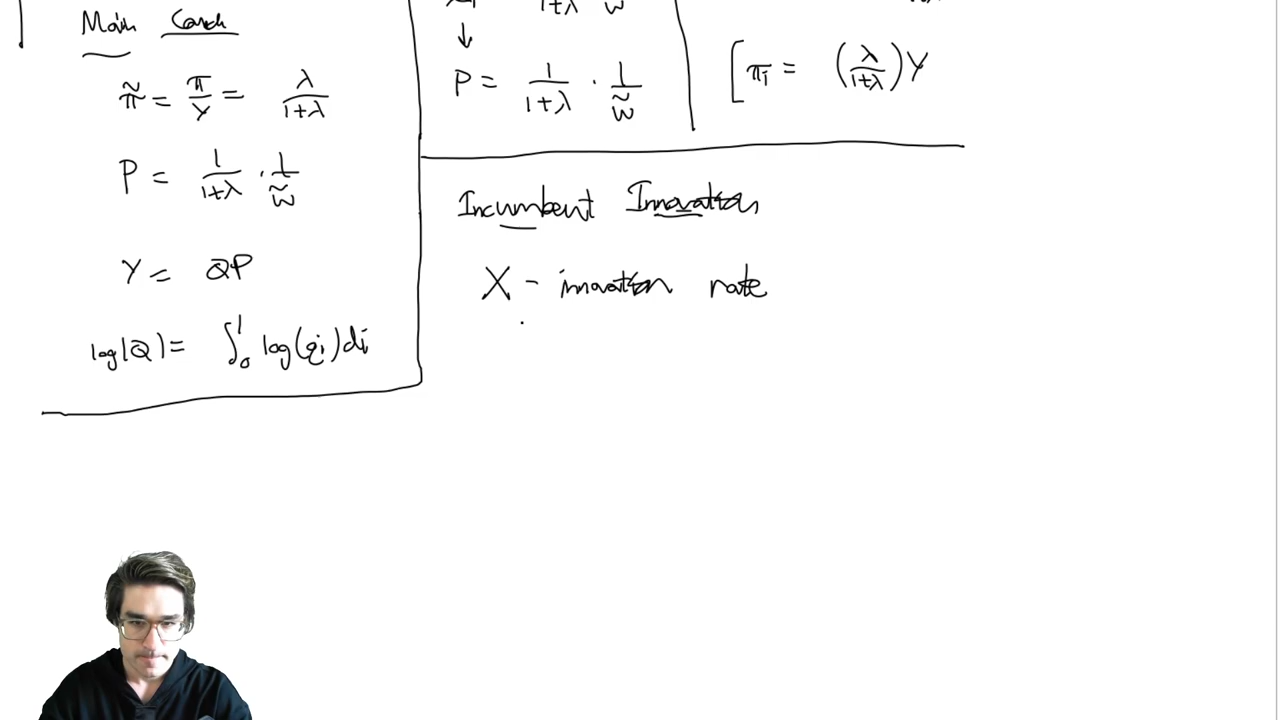 Main Conch
π̃ = π/Y = λ/(1+λ)
P = 1/(1+λ) · 1/w̃
Y = QP
log(Q) = ∫₀¹ log(qi) di
1+λ w̃
↓
P = 1/(1+λ) · 1/w̃
[πi = (λ/(1+λ)) Y
Incumbent Innovation
X - innovation rate